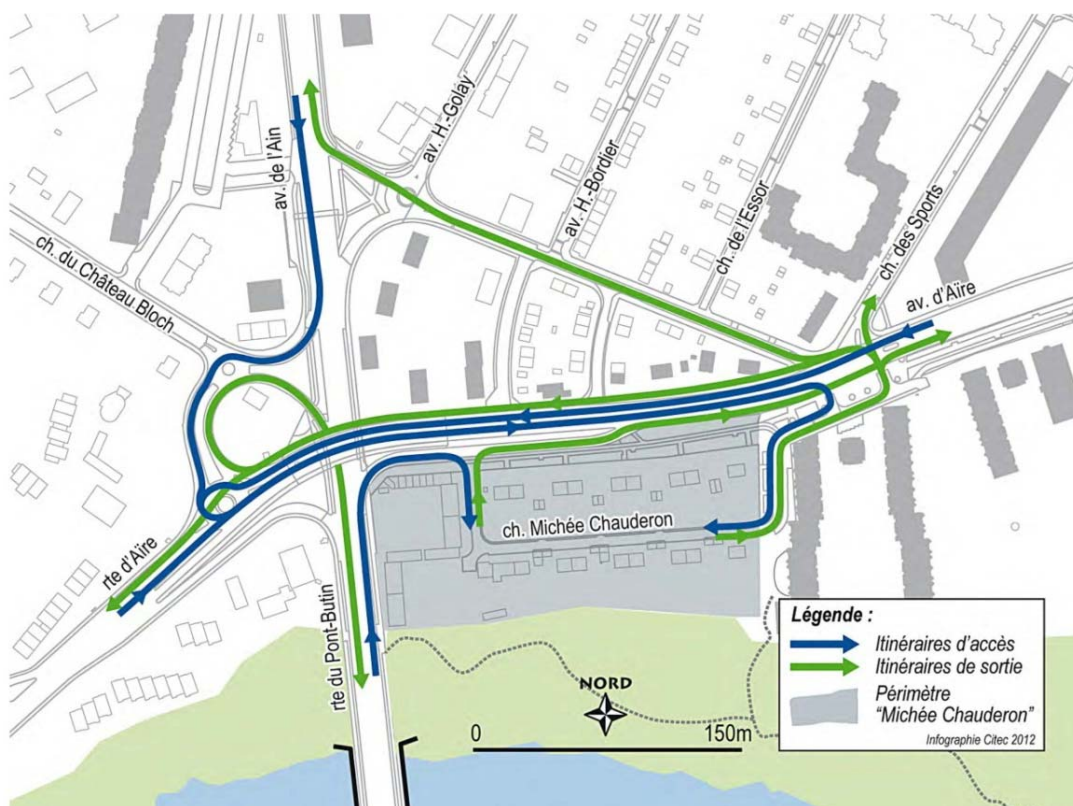 av. de l'Ain
av. H.-Golay
av. H.-Bordier
ch. de l'Essor
ch. des Sports
av. d'Aïre
ch. du Château Bloch
ch. Michée Chauderon
rte d'Aïre
rte du Pont-Butin
NORD
0
150m
Légende :
Itinéraires d'accès
Itinéraires de sortie
Périmètre
"Michée Chauderon"
Infographie Citec 2012